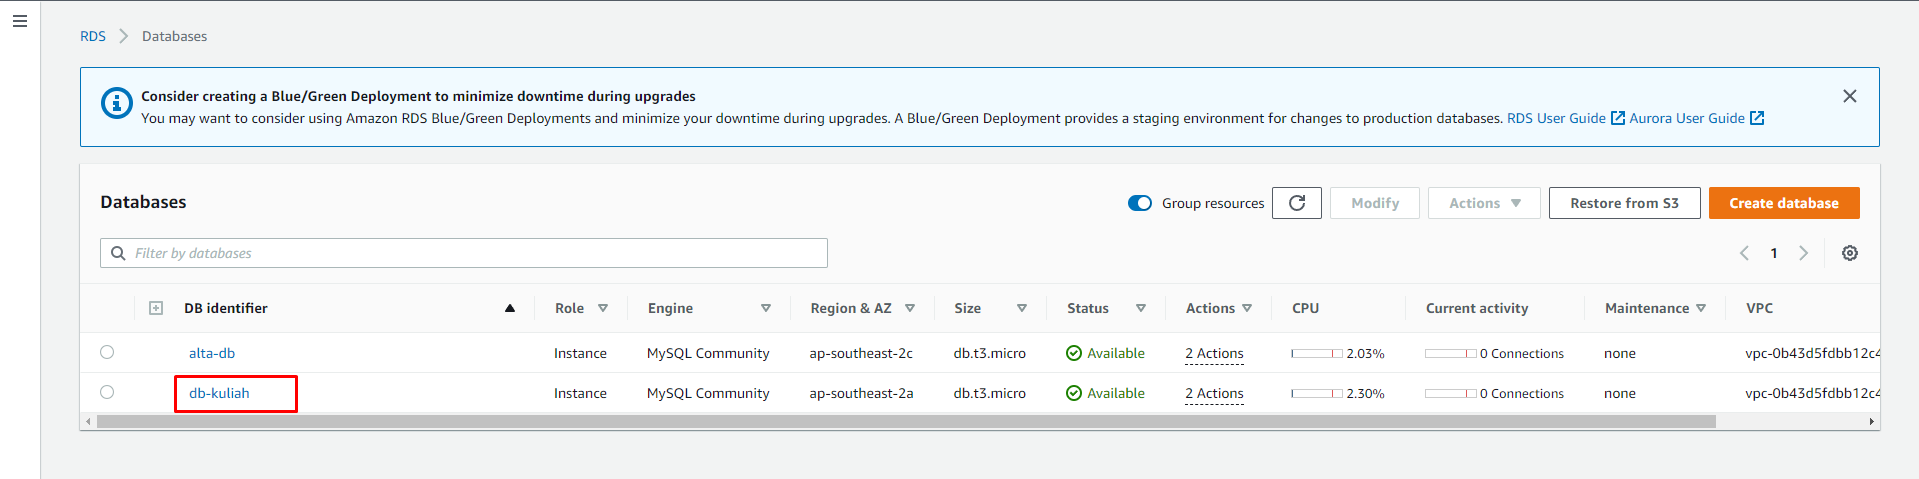 RDS > Databases
Consider creating a Blue/Green Deployment to minimize downtime during upgrades
You may want to consider using Amazon RDS Blue/Green Deployments and minimize your downtime during upgrades. A Blue/Green Deployment provides a staging environment for changes to production databases. RDS User Guide Aurora User Guide
Databases Group resources Modify Actions Restore from S3 Create database
Filter by databases 1
DB identifier Role Engine Region & AZ Size Status Actions CPU Current activity Maintenance VPC
alta-db Instance MySQL Community ap-southeast-2c db.t3.micro Available 2 Actions 2.03% 0 Connections none vpc-0b43d5fdbb12c4
db-kuliah Instance MySQL Community ap-southeast-2a db.t3.micro Available 2 Actions 2.30% 0 Connections none vpc-0b43d5fdbb12c4